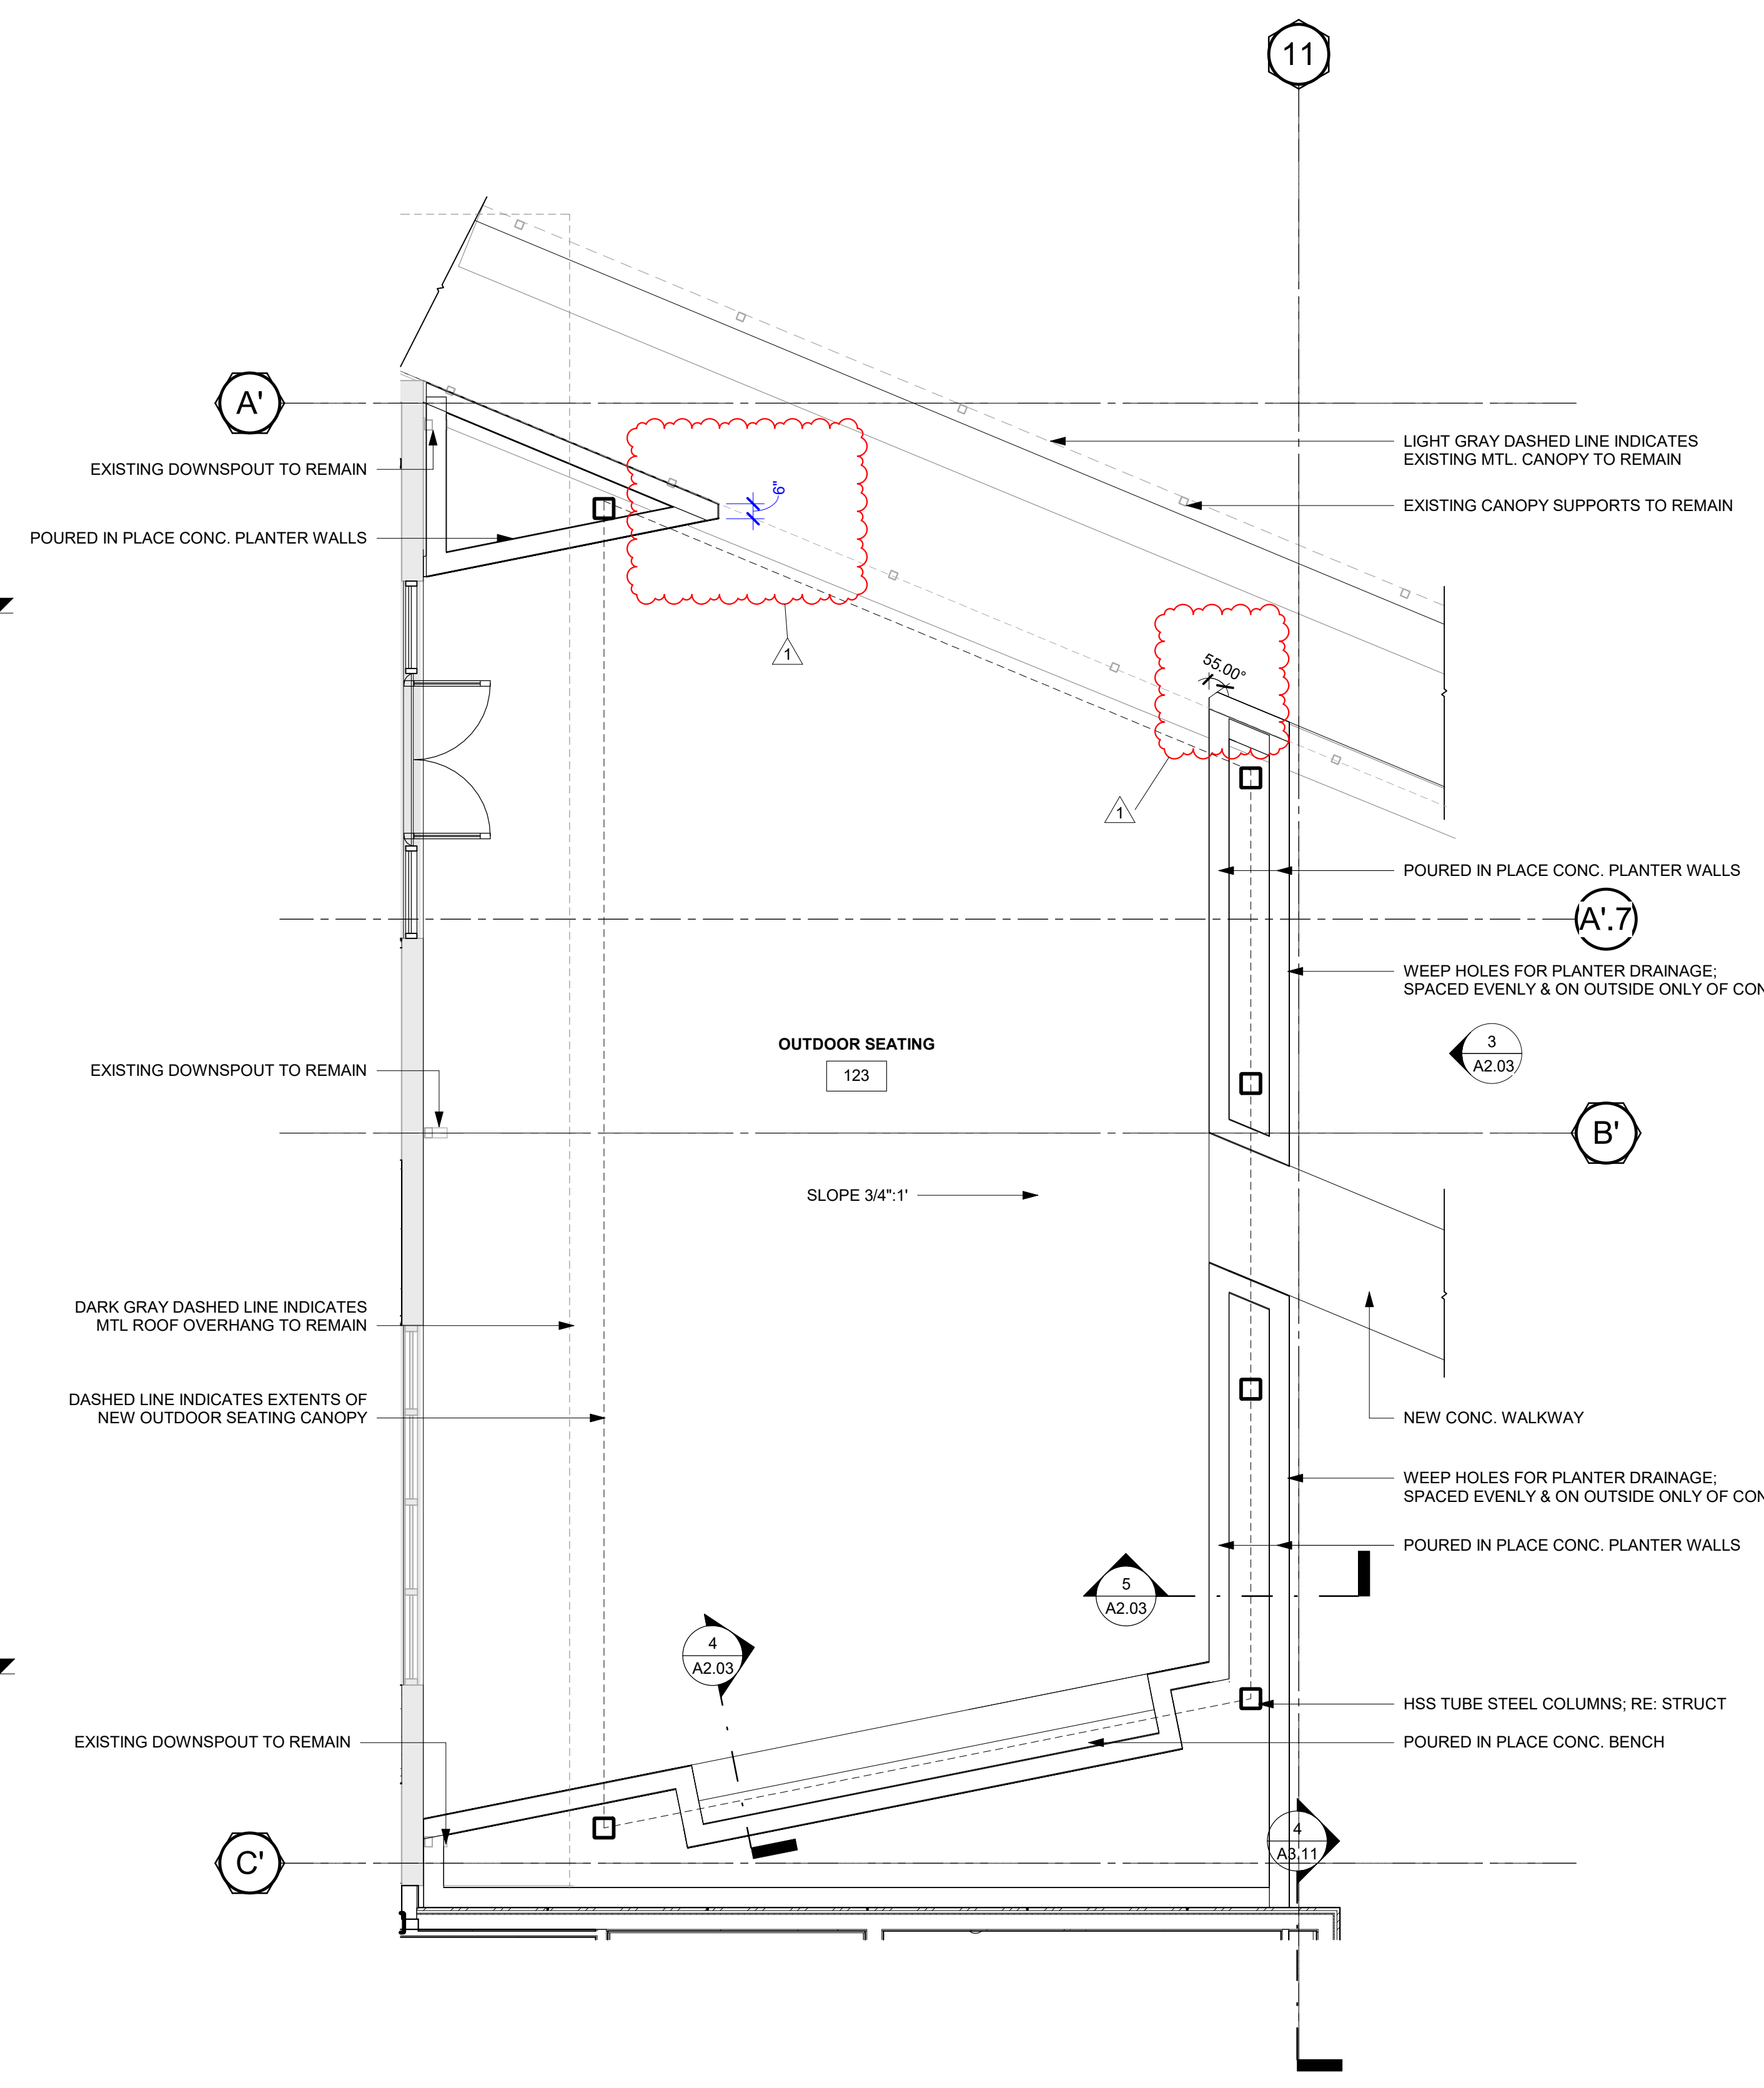 11
A'
EXISTING DOWNSPOUT TO REMAIN
POURED IN PLACE CONC. PLANTER WALLS
6"
1
LIGHT GRAY DASHED LINE INDICATES
EXISTING MTL. CANOPY TO REMAIN
EXISTING CANOPY SUPPORTS TO REMAIN
55.00°
1
POURED IN PLACE CONC. PLANTER WALLS
A'.7
WEEP HOLES FOR PLANTER DRAINAGE;
SPACED EVENLY & ON OUTSIDE ONLY OF
OUTDOOR SEATING
123
3
A2.03
EXISTING DOWNSPOUT TO REMAIN
B'
SLOPE 3/4":1'
DARK GRAY DASHED LINE INDICATES
MTL ROOF OVERHANG TO REMAIN
DASHED LINE INDICATES EXTENTS OF
NEW OUTDOOR SEATING CANOPY
NEW CONC. WALKWAY
WEEP HOLES FOR PLANTER DRAINAGE;
SPACED EVENLY & ON OUTSIDE ONLY OF
POURED IN PLACE CONC. PLANTER WALLS
5
A2.03
4
A2.03
HSS TUBE STEEL COLUMNS; RE: STRUCT
POURED IN PLACE CONC. BENCH
EXISTING DOWNSPOUT TO REMAIN
4
A3.11
C'